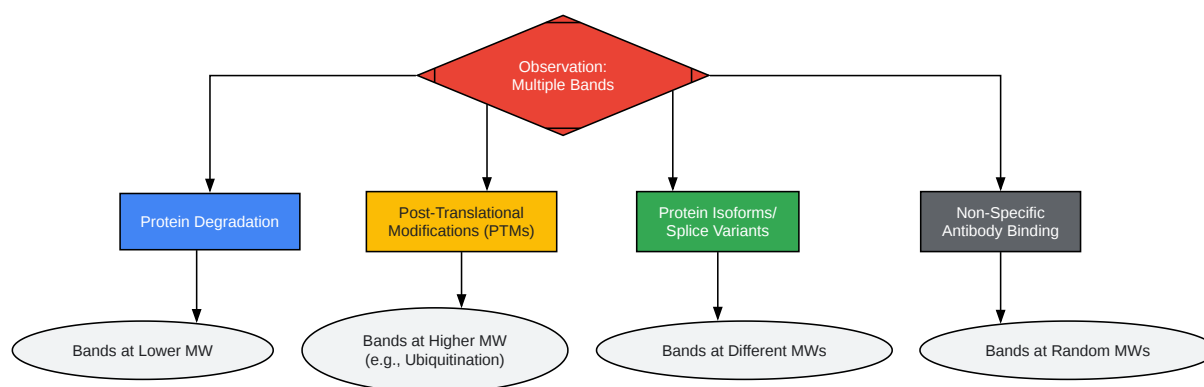 Observation:
Multiple Bands
Protein Degradation
Post-Translational
Modifications (PTMs)
Protein Isoforms/
Splice Variants
Non-Specific
Antibody Binding
Bands at Lower MW
Bands at Higher MW
(e.g., Ubiquitination)
Bands at Different MWs
Bands at Random MWs